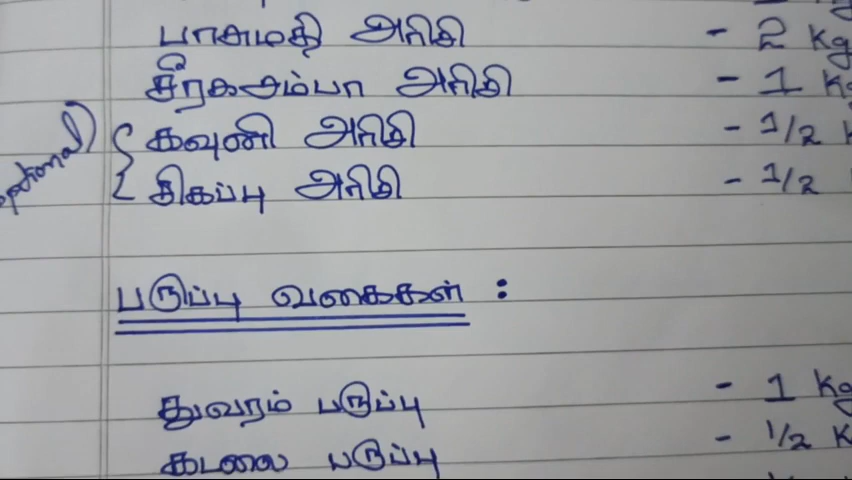 பாசுமதி அரிசி - 2 Kg
சீரகசம்பா அரிசி - 1 Kg
கவுனி அரிசி - 1/2 K
சிகப்பு அரிசி - 1/2
பருப்பு வகைகள் :
துவரம் பருப்பு - 1 Kg
கடலை பருப்பு - 1/2 K